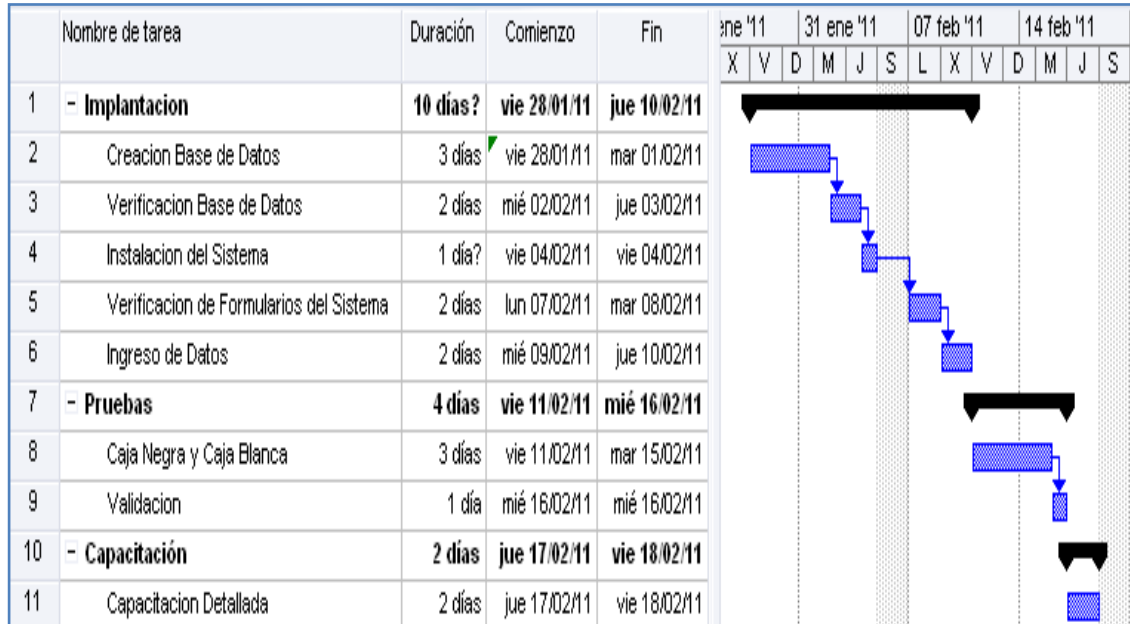 Nombre de tarea Duración Comienzo Fin ene '11 31 ene '11 07 feb '11 14 feb '11
X V D M J S L X V D M J S
1 - Implantacion 10 días? vie 28/01/11 jue 10/02/11
2 Creacion Base de Datos 3 días vie 28/01/11 mar 01/02/11
3 Verificacion Base de Datos 2 días mié 02/02/11 jue 03/02/11
4 Instalacion del Sistema 1 día? vie 04/02/11 vie 04/02/11
5 Verificacion de Formularios del Sistema 2 días lun 07/02/11 mar 08/02/11
6 Ingreso de Datos 2 días mié 09/02/11 jue 10/02/11
7 - Pruebas 4 días vie 11/02/11 mié 16/02/11
8 Caja Negra y Caja Blanca 3 días vie 11/02/11 mar 15/02/11
9 Validacion 1 día mié 16/02/11 mié 16/02/11
10 - Capacitación 2 días jue 17/02/11 vie 18/02/11
11 Capacitacion Detallada 2 días jue 17/02/11 vie 18/02/11